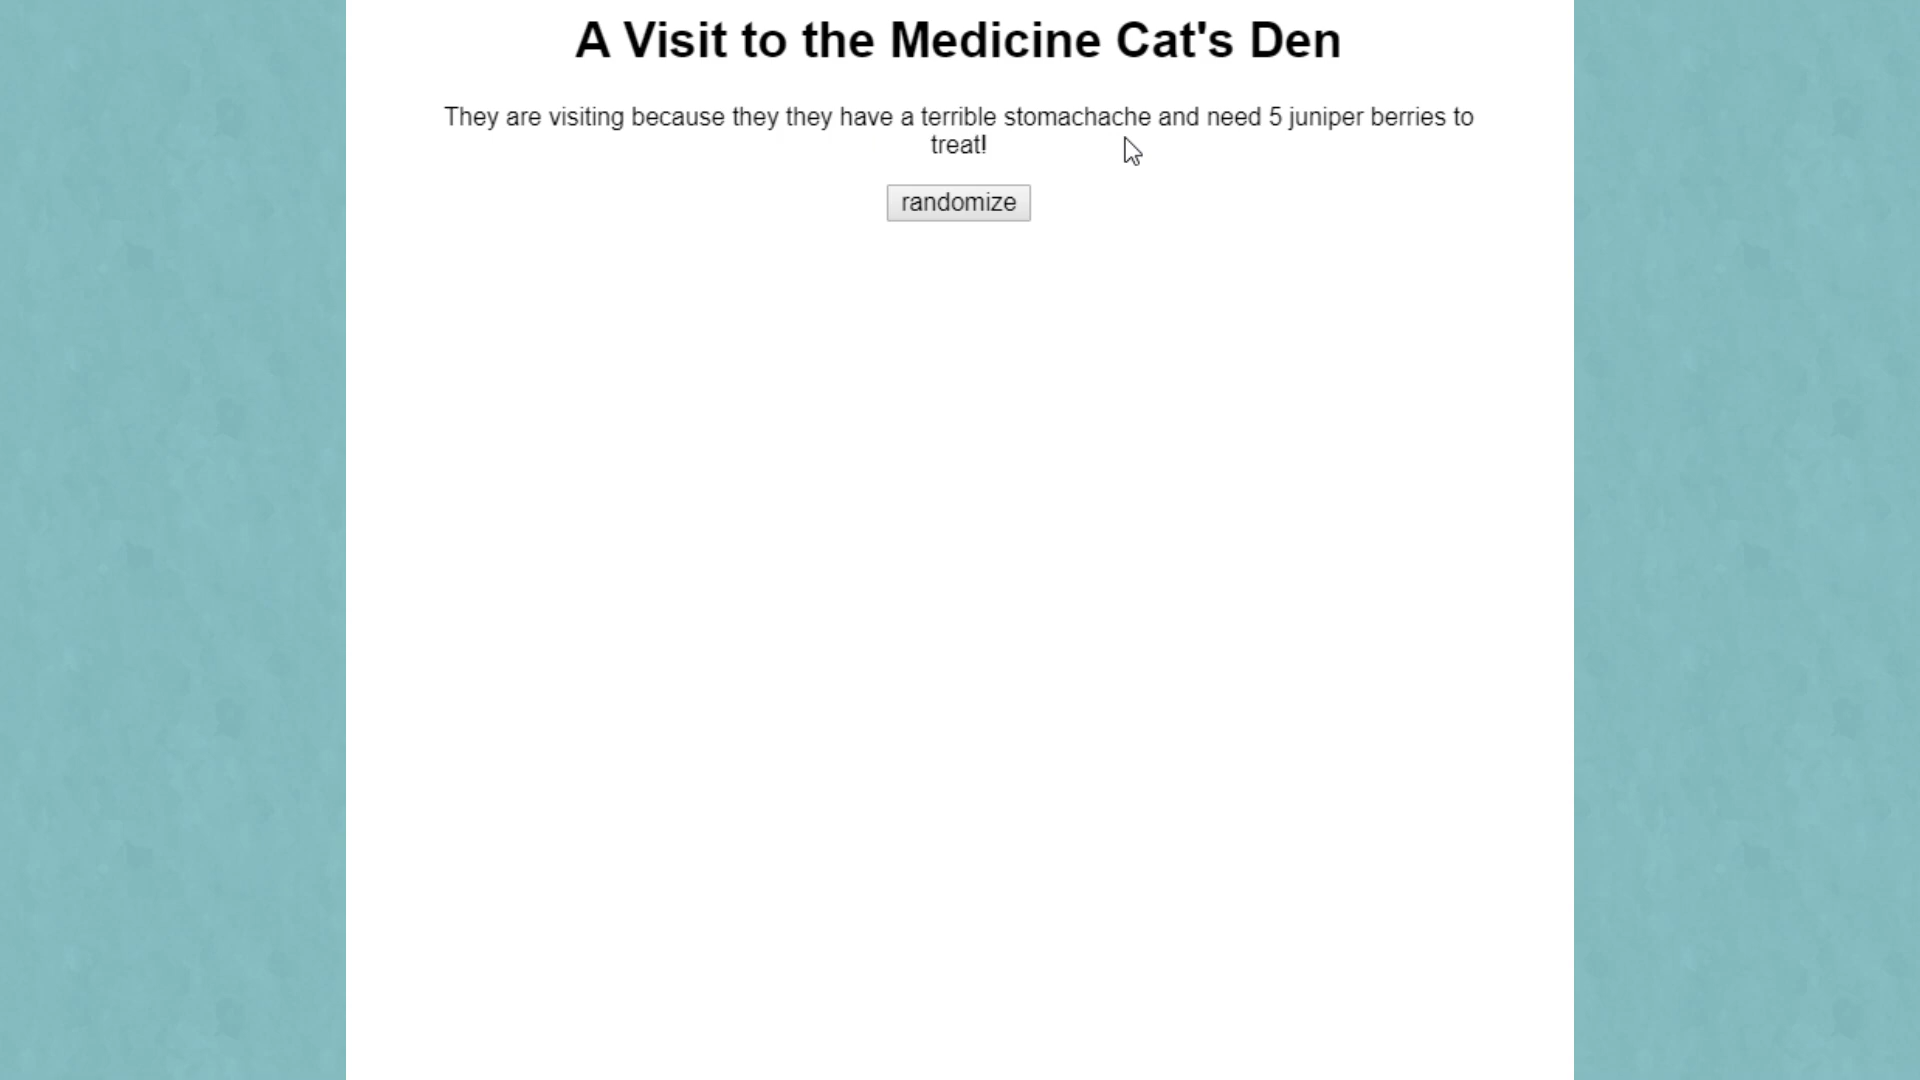 A Visit to the Medicine Cat's Den
They are visiting because they they have a terrible stomachache and need 5 juniper berries to
treat!
randomize